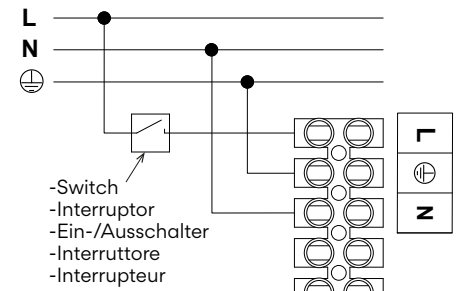 L
N
-Switch
-Interruptor
-Ein-/Ausschalter
-Interruttore
-Interrupteur
L
N